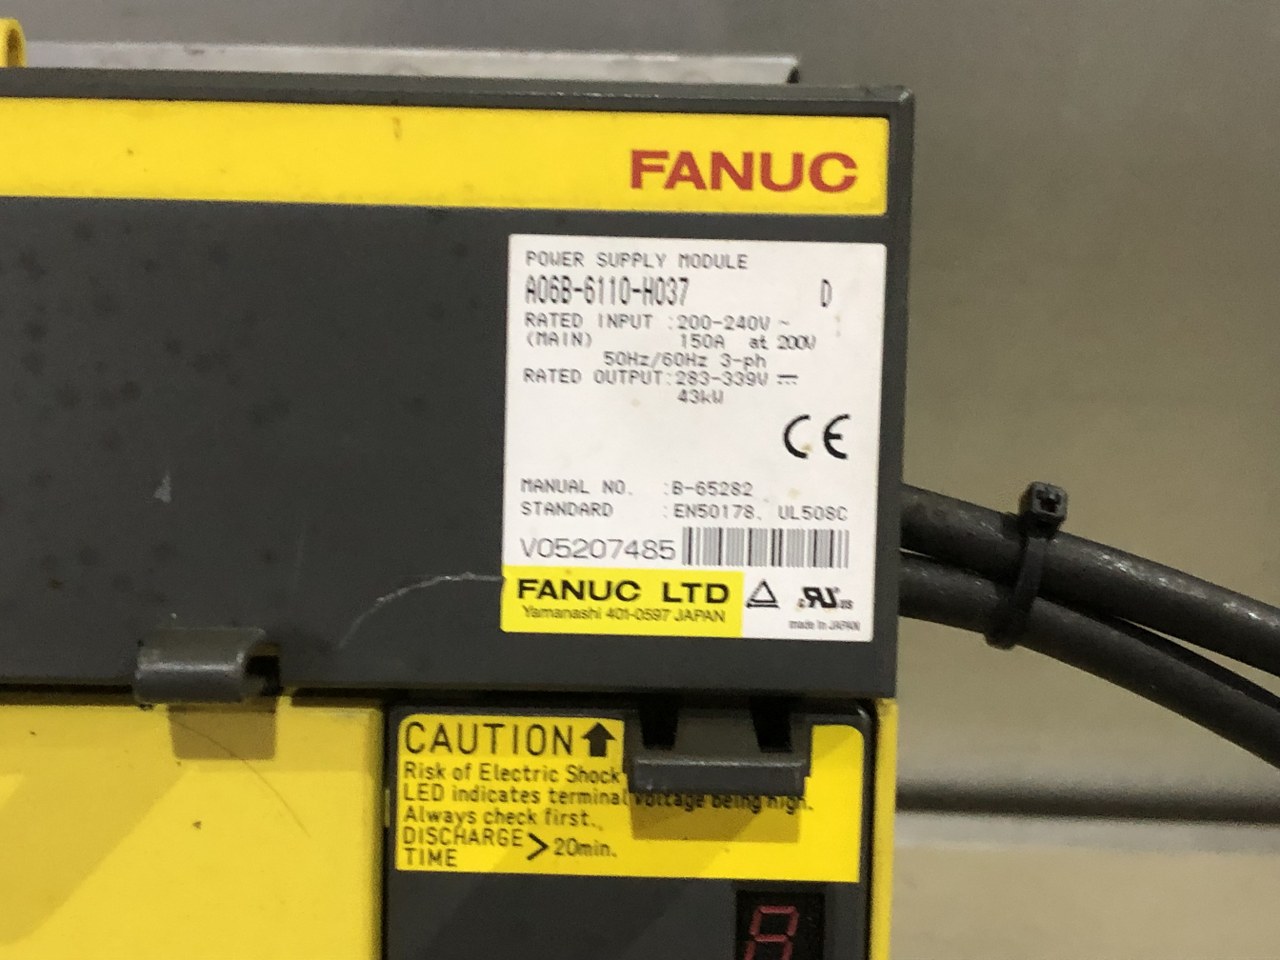 FANUC
POWER SUPPLY MODULE
A06B-6110-H037 D
RATED INPUT :200-240V ~
(MAIN) 150A at 200V
50Hz/60Hz 3-ph
RATED OUTPUT:283-339V ⎓
43kW
CE
MANUAL NO. :B-65282
STANDARD :EN50178. UL508C
V05207485
FANUC LTD
Yamanashi 401-0597 JAPAN
c RU us
made in JAPAN
CAUTION ↑
Risk of Electric Shock
LED indicates terminal voltage being high.
Always check first.
DISCHARGE TIME > 20min.